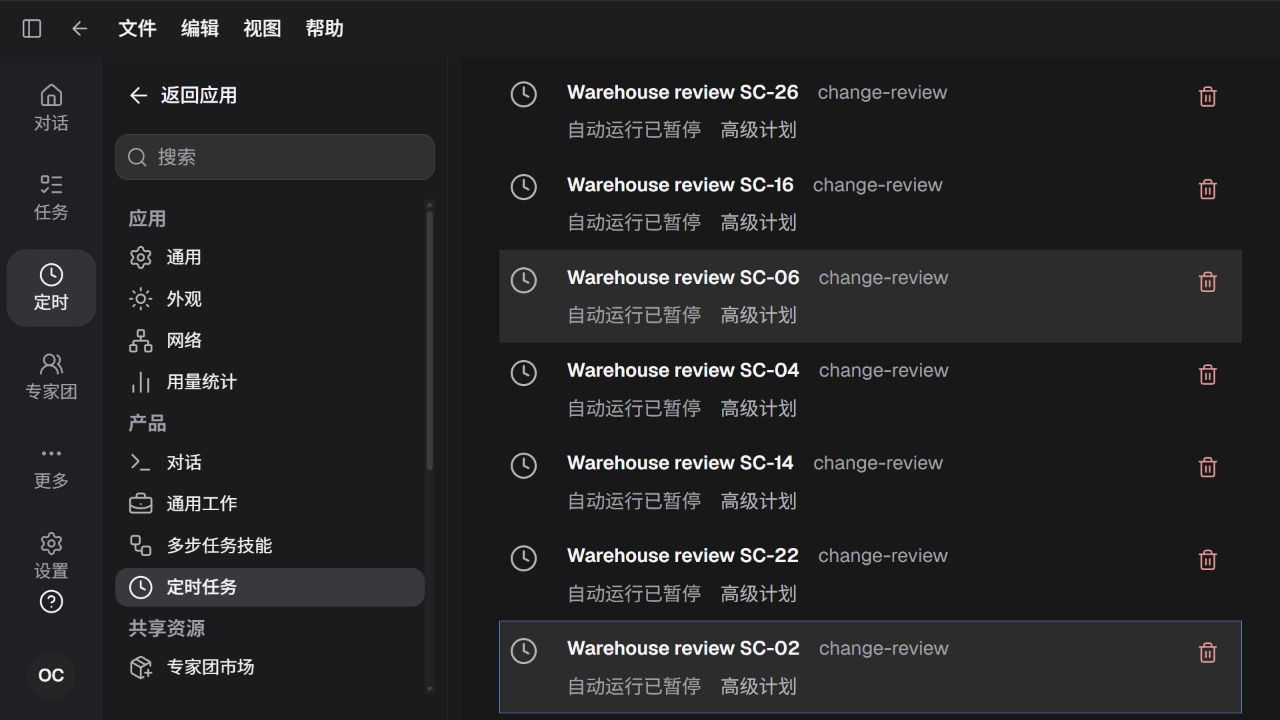 文件 编辑 视图 帮助
对话
任务
定时
专家团
更多
设置
OC
返回应用
搜索
应用
通用
外观
网络
用量统计
产品
对话
通用工作
多步任务技能
定时任务
共享资源
专家团市场
Warehouse review SC-26 change-review
自动运行已暂停 高级计划
Warehouse review SC-16 change-review
自动运行已暂停 高级计划
Warehouse review SC-06 change-review
自动运行已暂停 高级计划
Warehouse review SC-04 change-review
自动运行已暂停 高级计划
Warehouse review SC-14 change-review
自动运行已暂停 高级计划
Warehouse review SC-22 change-review
自动运行已暂停 高级计划
Warehouse review SC-02 change-review
自动运行已暂停 高级计划